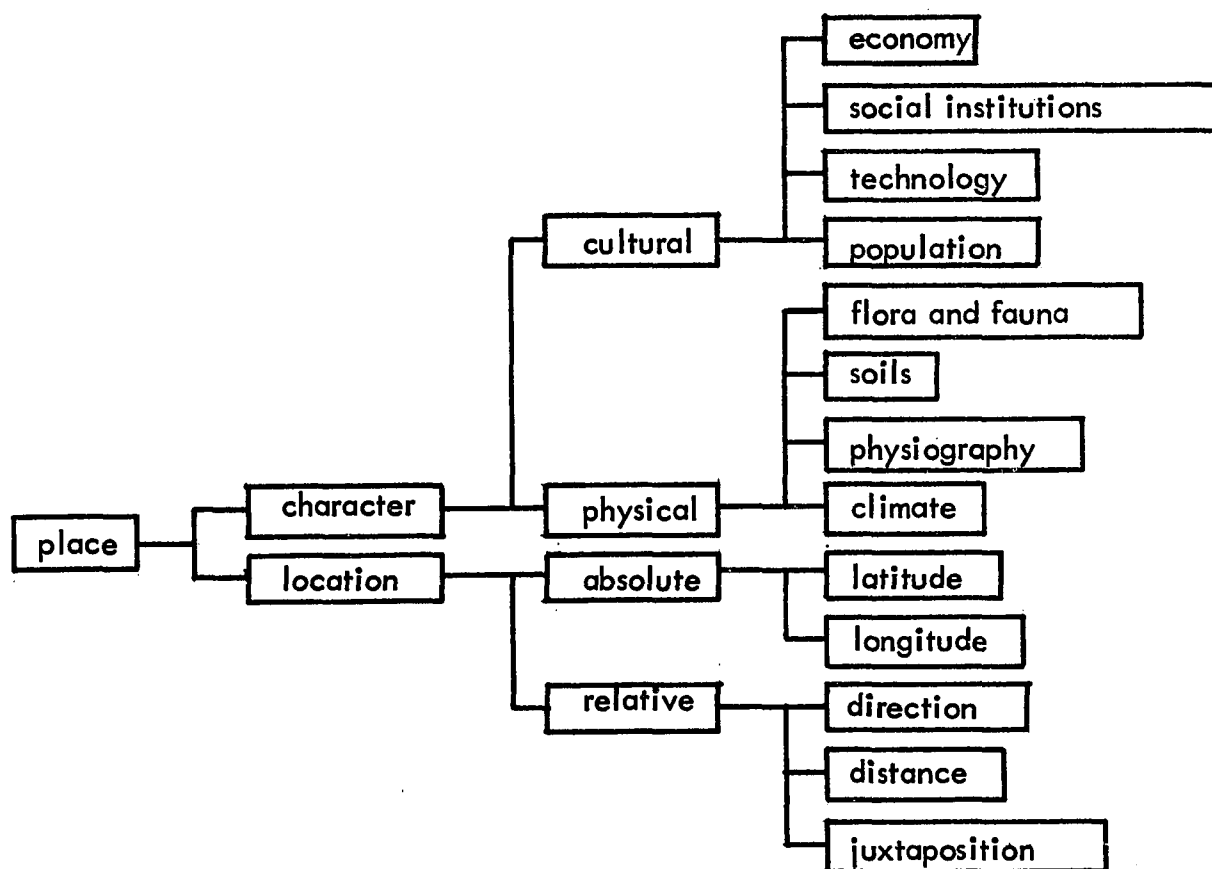 economy
social institutions
technology
cultural
population
flora and fauna
soils
physiography
character
physical
climate
place
location
absolute
latitude
longitude
relative
direction
distance
juxtaposition